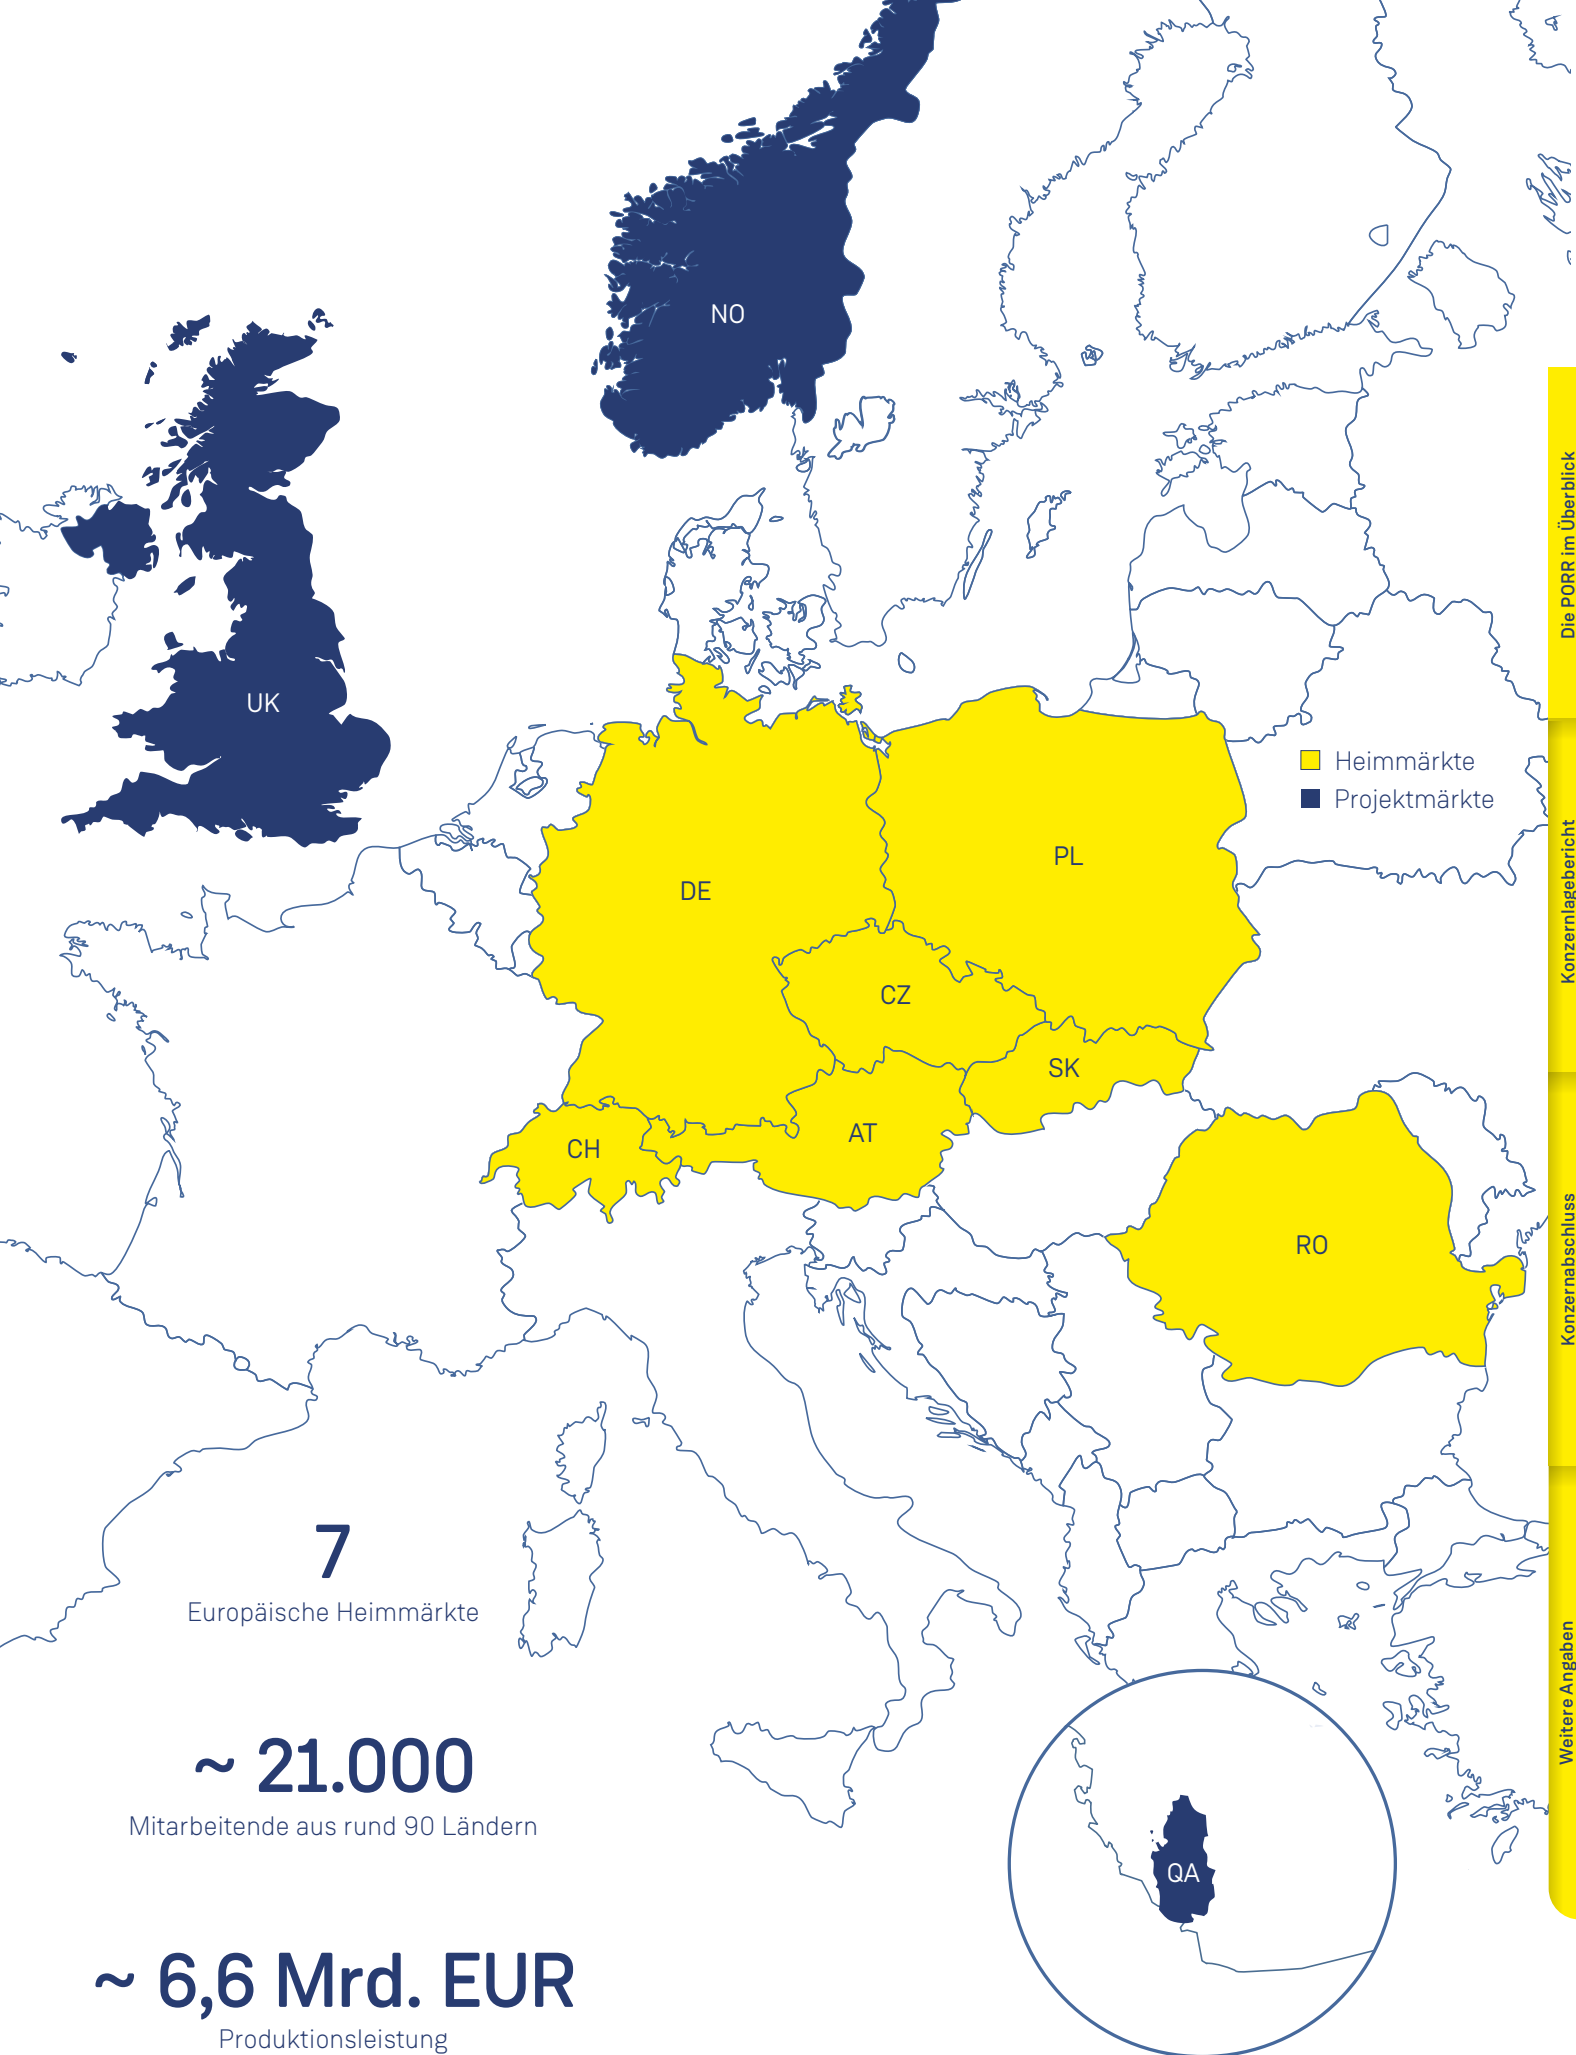 NO
UK
Heimmärkte
Projektmärkte
PL
DE
CZ
SK
AT
CH
RO
7
Europäische Heimmärkte
~ 21.000
Mitarbeitende aus rund 90 Ländern
QA
~ 6,6 Mrd. EUR
Produktionsleistung
Die PORR im Überblick
Konzernlagebericht
Konzernabschluss
Weitere Angaben